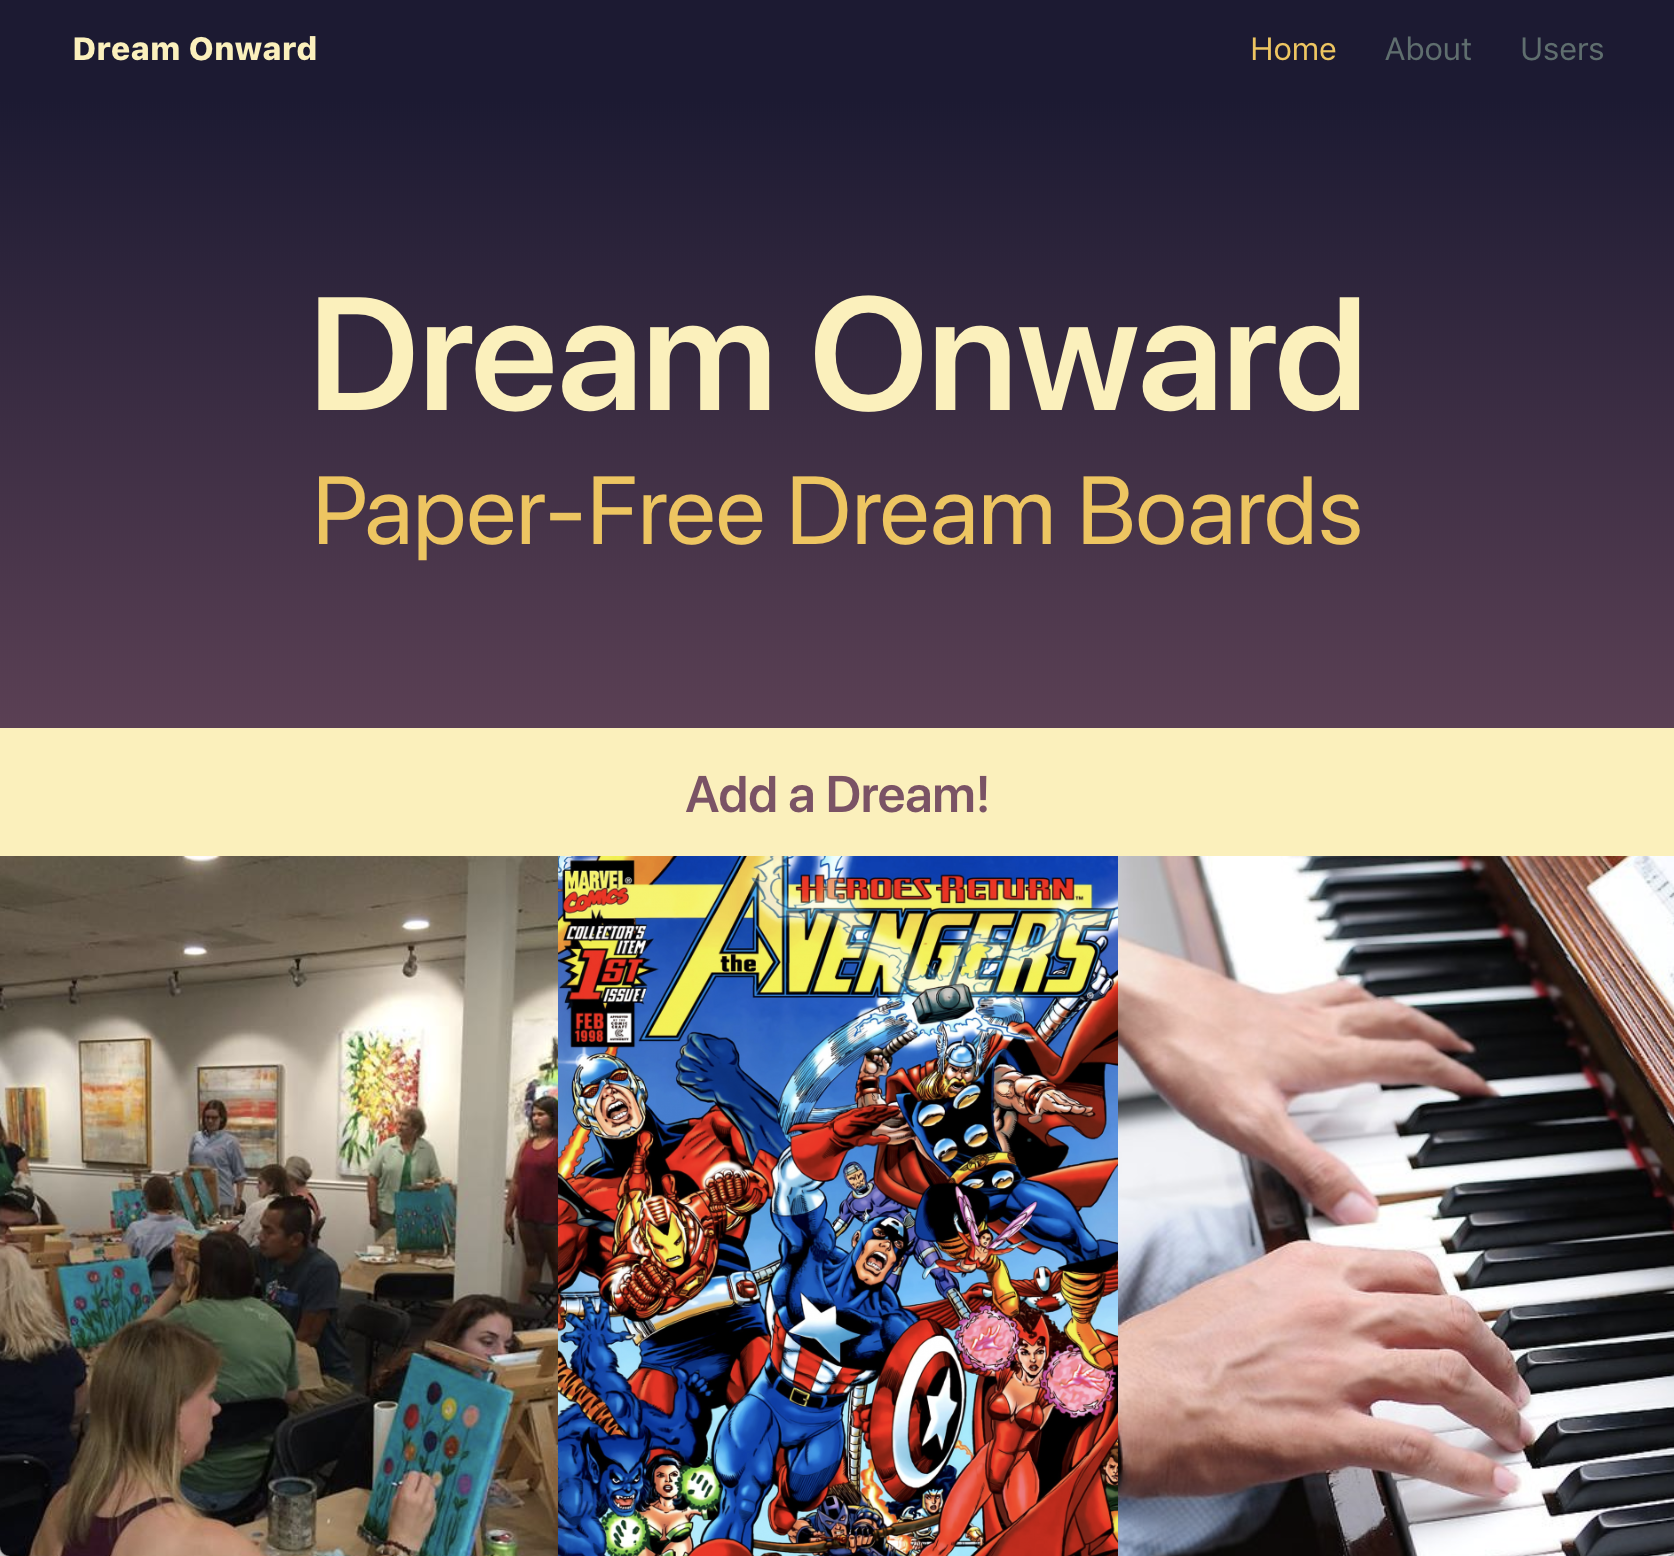 Dream Onward
Home About Users
Dream Onward
Paper-Free Dream Boards
Add a Dream!
MARVEL®
COMICS
HEROES RETURN™
COLLECTOR'S
ITEM
1ST
ISSUE!
the AVENGERS
FEB
1998